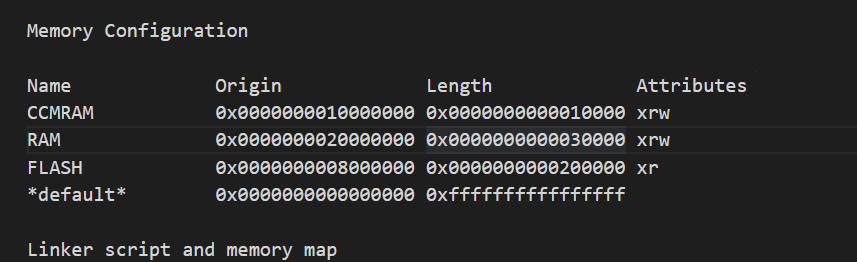 Memory Configuration
Name Origin Length Attributes
CCMRAM 0x0000000010000000 0x0000000000010000 xrw
RAM 0x0000000020000000 0x0000000000030000 xrw
FLASH 0x0000000008000000 0x0000000000200000 xr
*default* 0x0000000000000000 0xffffffffffffffff
Linker script and memory map